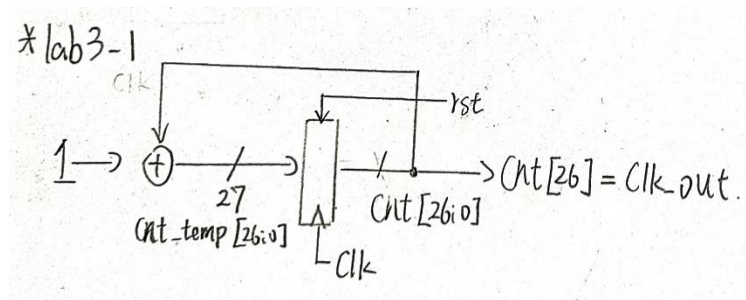 * lab3-1
Clk
rst
1
+
27
Cnt_temp[26:0]
Cnt[26:0]
Cnt[26] = Clk_out.
Clk